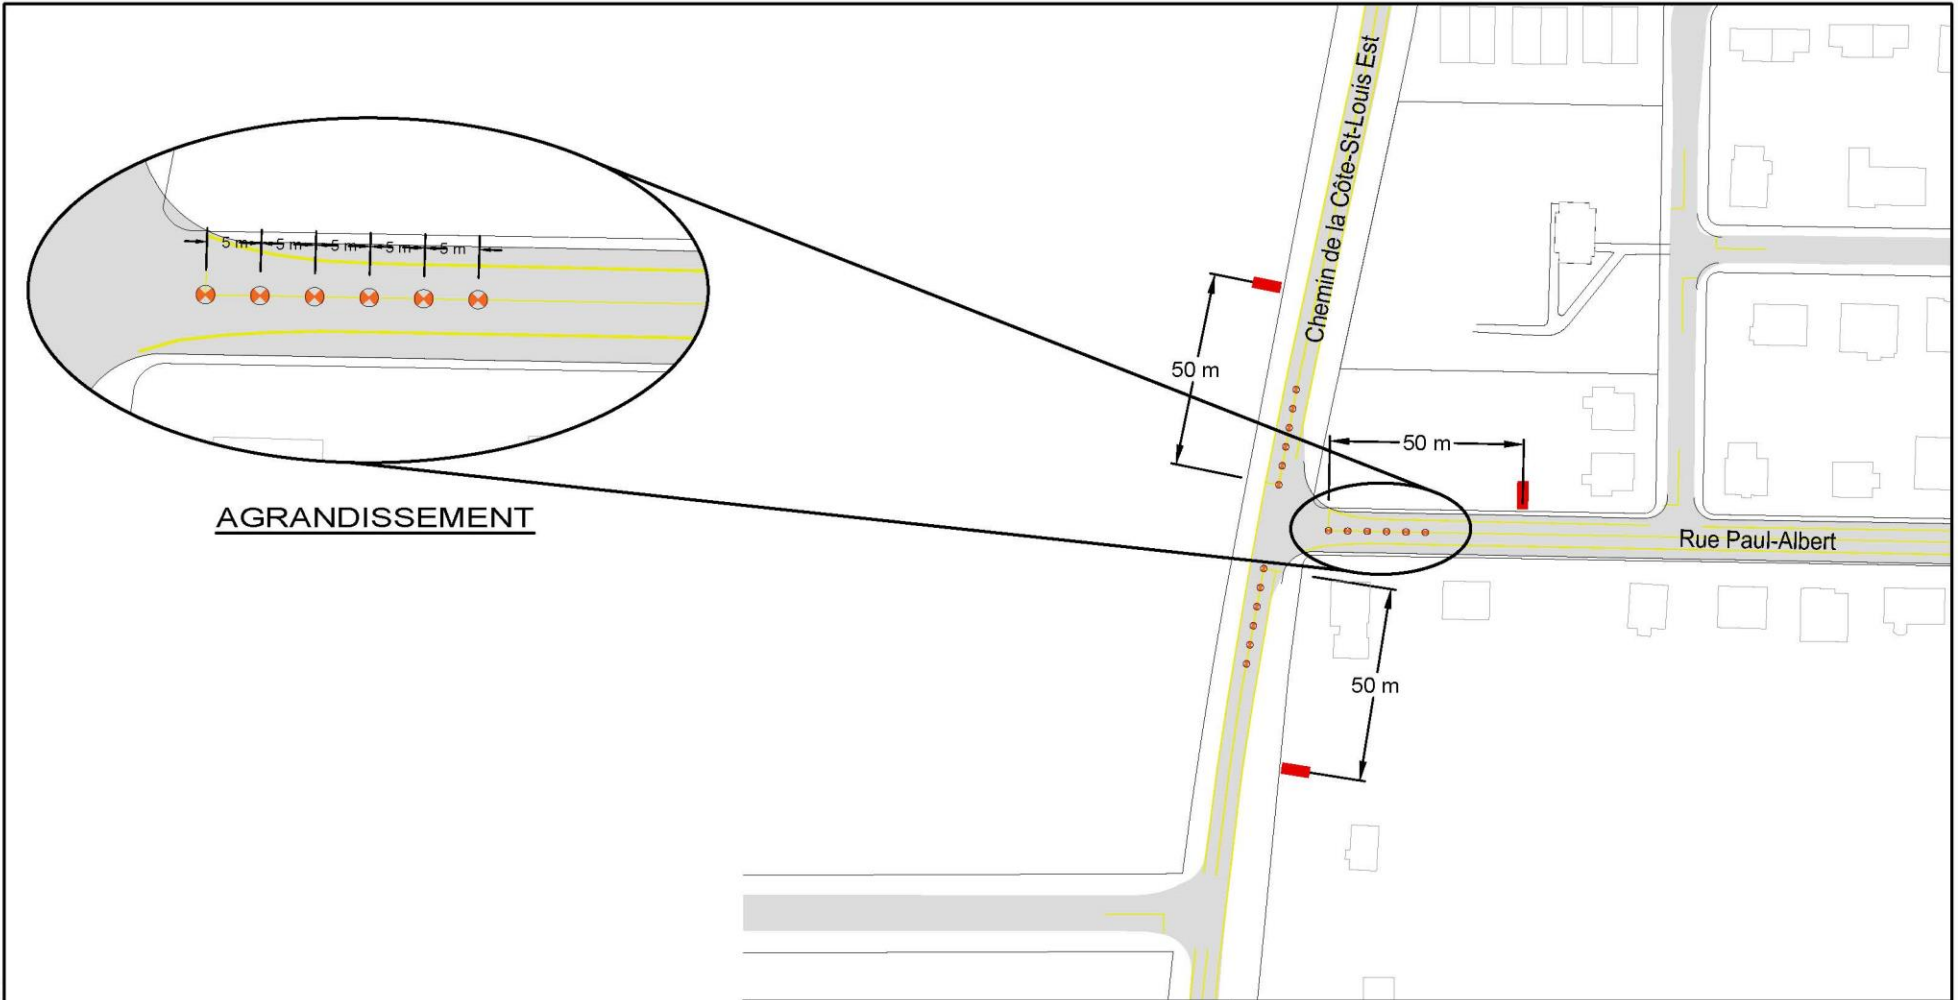 Chemin de la Côte-St-Louis Est
5 m 5 m 5 m 5 m 5 m
50 m
50 m
AGRANDISSEMENT
Rue Paul-Albert
50 m